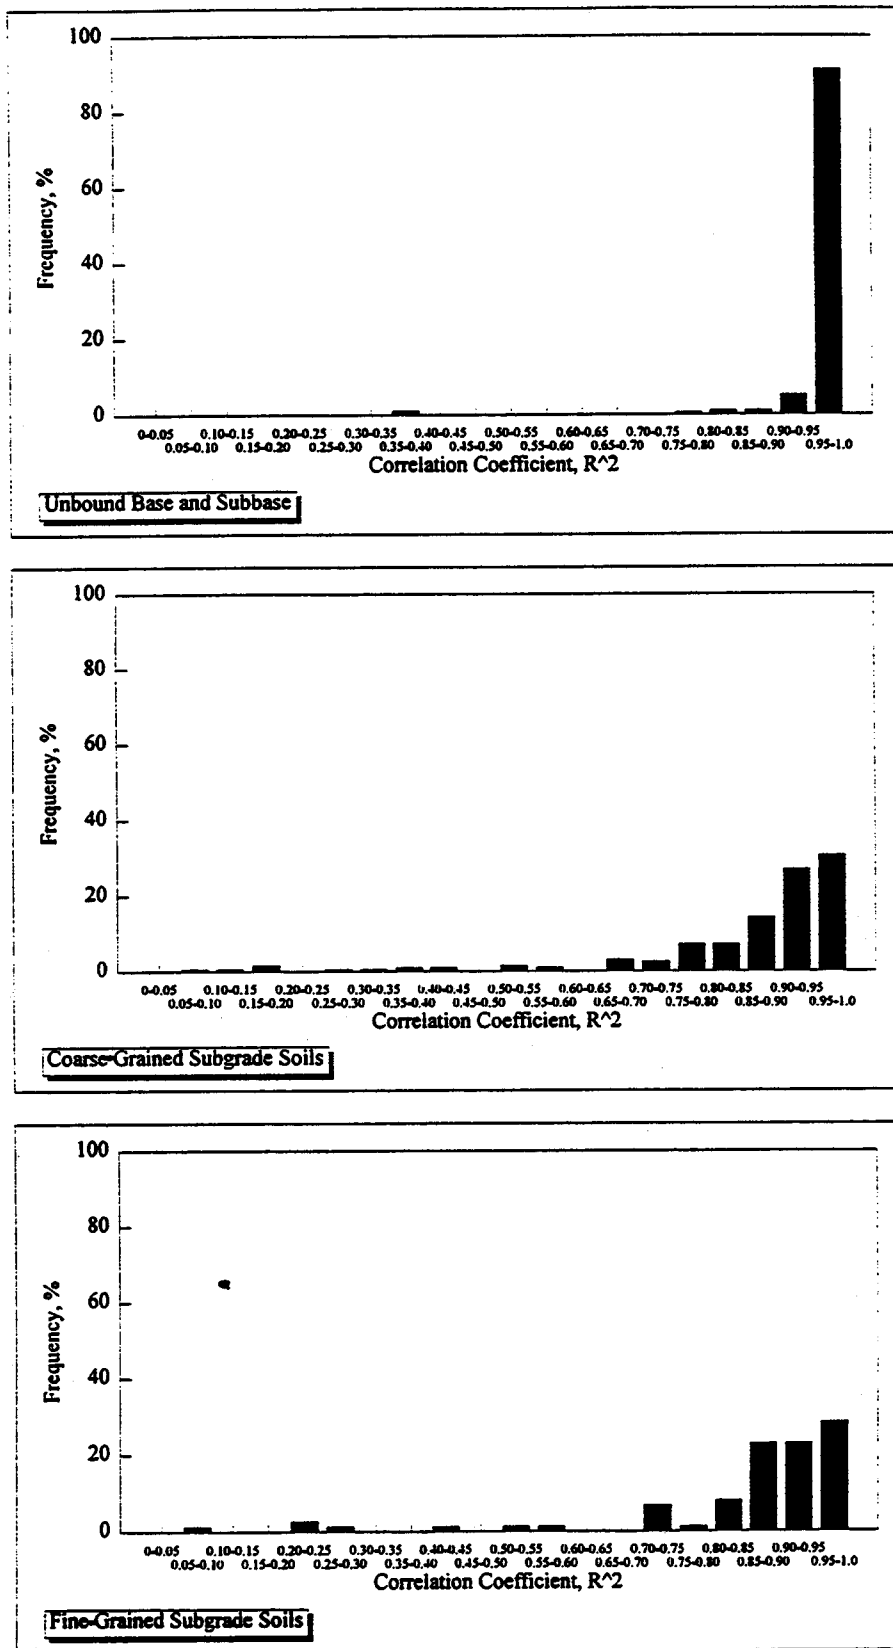 100
80
60
40
20
0
Frequency, %
0-0.05 0.10-0.15 0.20-0.25 0.30-0.35 0.40-0.45 0.50-0.55 0.60-0.65 0.70-0.75 0.80-0.85 0.90-0.95
0.05-0.10 0.15-0.20 0.25-0.30 0.35-0.40 0.45-0.50 0.55-0.60 0.65-0.70 0.75-0.80 0.85-0.90 0.95-1.0
Correlation Coefficient, R^2
Unbound Base and Subbase
100
80
60
40
20
0
Frequency, %
0-0.05 0.10-0.15 0.20-0.25 0.30-0.35 0.40-0.45 0.50-0.55 0.60-0.65 0.70-0.75 0.80-0.85 0.90-0.95
0.05-0.10 0.15-0.20 0.25-0.30 0.35-0.40 0.45-0.50 0.55-0.60 0.65-0.70 0.75-0.80 0.85-0.90 0.95-1.0
Correlation Coefficient, R^2
Coarse-Grained Subgrade Soils
100
80
60
40
20
0
Frequency, %
0-0.05 0.10-0.15 0.20-0.25 0.30-0.35 0.40-0.45 0.50-0.55 0.60-0.65 0.70-0.75 0.80-0.85 0.90-0.95
0.05-0.10 0.15-0.20 0.25-0.30 0.35-0.40 0.45-0.50 0.55-0.60 0.65-0.70 0.75-0.80 0.85-0.90 0.95-1.0
Correlation Coefficient, R^2
Fine-Grained Subgrade Soils